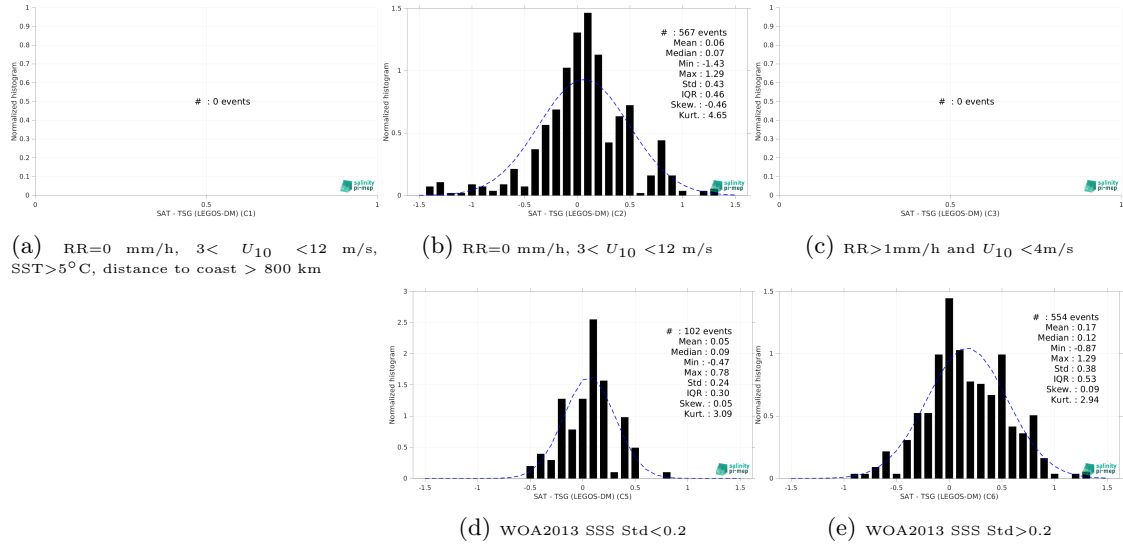 1
0.9
0.8
0.7
0.6
0.5
0.4
0.3
0.2
0.1
0
Normalized histogram
# : 0 events
0 0.5 1
SAT - TSG (LEGOS-DM) (C1)
salinity
pi-mep
(a) RR=0 mm/h, 3< U10 <12 m/s,
SST>5°C, distance to coast > 800 km
1.5
1
0.5
0
Normalized histogram
# : 567 events
Mean : 0.06
Median : 0.07
Min : -1.43
Max : 1.29
Std : 0.43
IQR : 0.46
Skew. : -0.46
Kurt. : 4.65
-1.5 -1 -0.5 0 0.5 1 1.5
SAT - TSG (LEGOS-DM) (C2)
salinity
pi-mep
(b) RR=0 mm/h, 3< U10 <12 m/s
1
0.9
0.8
0.7
0.6
0.5
0.4
0.3
0.2
0.1
0
Normalized histogram
# : 0 events
0 0.5 1
SAT - TSG (LEGOS-DM) (C3)
salinity
pi-mep
(c) RR>1mm/h and U10 <4m/s
3
2.5
2
1.5
1
0.5
0
Normalized histogram
# : 102 events
Mean : 0.05
Median : 0.09
Min : -0.47
Max : 0.78
Std : 0.24
IQR : 0.30
Skew. : 0.05
Kurt. : 3.09
-1.5 -1 -0.5 0 0.5 1 1.5
SAT - TSG (LEGOS-DM) (C5)
salinity
pi-mep
(d) WOA2013 SSS Std<0.2
1.5
1
0.5
0
Normalized histogram
# : 554 events
Mean : 0.17
Median : 0.12
Min : -0.87
Max : 1.29
Std : 0.38
IQR : 0.53
Skew. : 0.09
Kurt. : 2.94
-1.5 -1 -0.5 0 0.5 1 1.5
SAT - TSG (LEGOS-DM) (C6)
salinity
pi-mep
(e) WOA2013 SSS Std>0.2